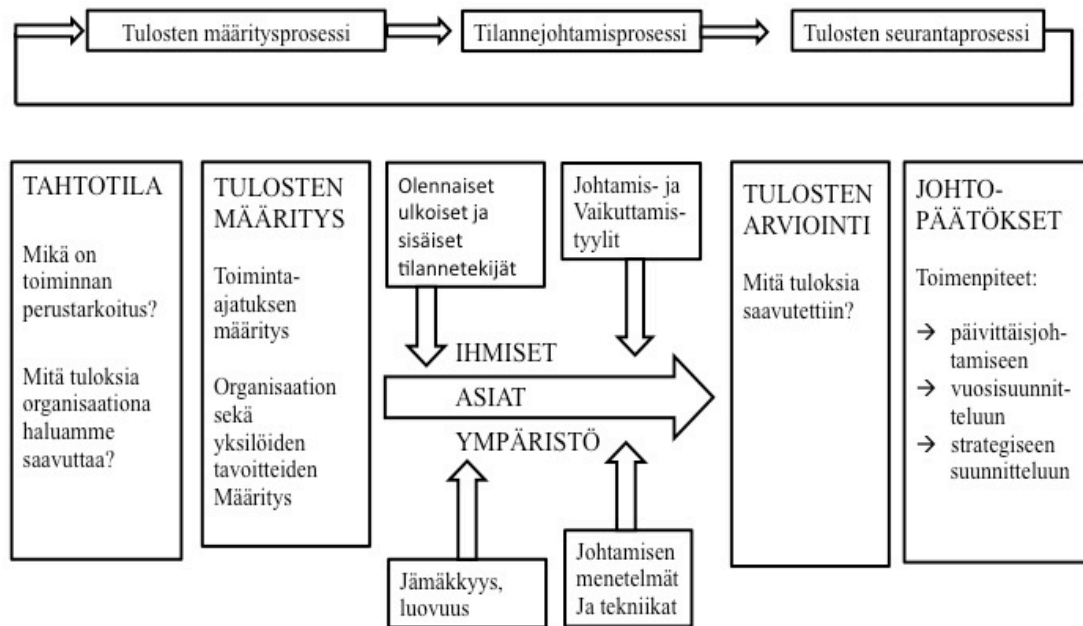 Tulosten määritysprosessi
Tilannejohtamisprosessi
Tulosten seurantaprosessi
TAHTOTILA
Mikä on
toiminnan
perustarkoitus?
Mitä tuloksia
organisaationa
haluamme
saavuttaa?
TULOSTEN
MÄÄRITYS
Toiminta-
ajatuksen
määritys
Organisaation
sekä
yksilöiden
tavoitteiden
Määritys
Olennaiset
ulkoiset ja
sisäiset
tilannetekijät
Johtamis- ja
Vaikuttamis-
tyylit
IHMISET
ASIAT
YMPÄRISTÖ
Jämäkkyys,
luovuus
Johtamisen
menetelmät
Ja tekniikat
TULOSTEN
ARVIOINTI
Mitä tuloksia
saavutettiin?
JOHTO-
PÄÄTÖKSET
Toimenpiteet:
→ päivittäisjoh-
tamiseen
→ vuosisuunnit-
teluun
→ strategiseen
suunnitteluun